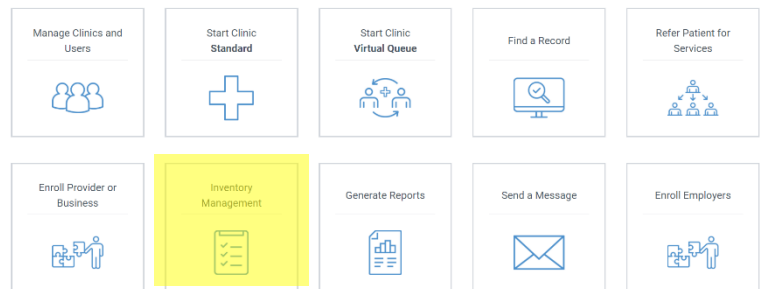 Manage Clinics and
Users
Start Clinic
Standard
Start Clinic
Virtual Queue
Find a Record
Refer Patient for
Services
Enroll Provider or
Business
Inventory
Management
Generate Reports
Send a Message
Enroll Employers